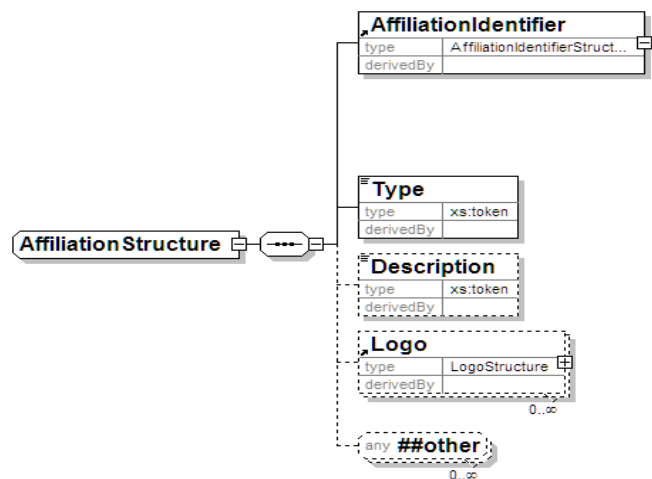 AffiliationIdentifier
type AffiliationIdentifierStruct...
derivedBy
Type
type xs:token
derivedBy
AffiliationStructure
Description
type xs:token
derivedBy
Logo
type LogoStructure
derivedBy
0..∞
any ##other
0..∞